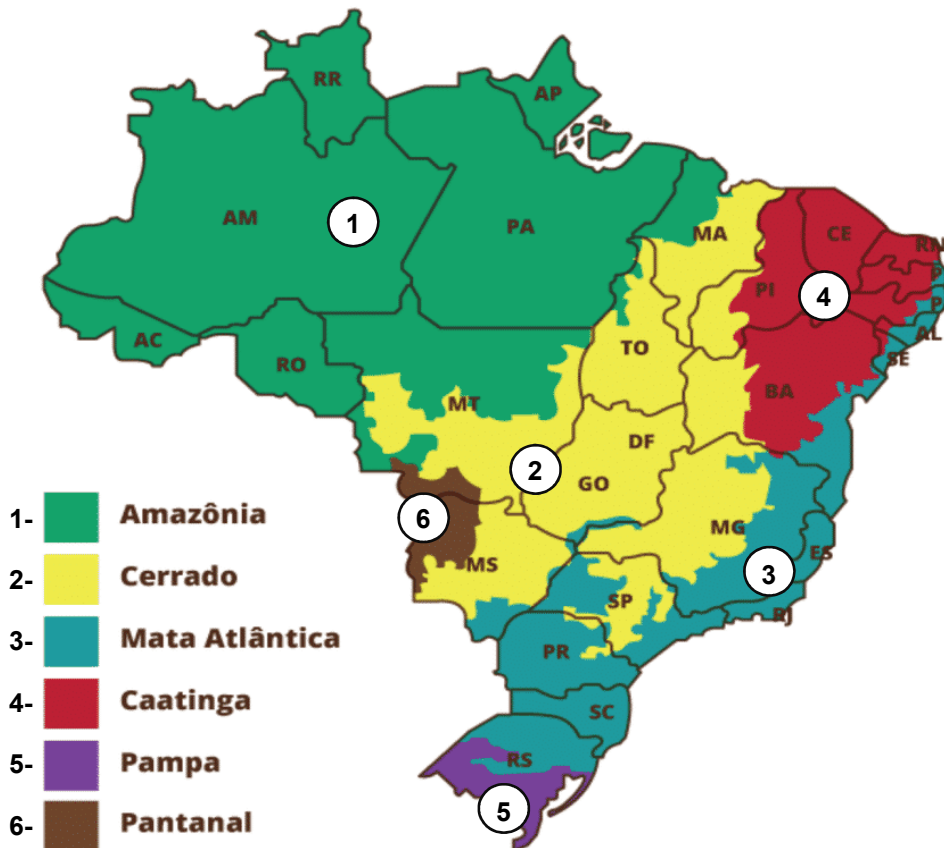 RR
AP
AM
1
PA
MA
CE
RN
PI
4
P
P
AL
SE
AC
RO
TO
BA
MT
DF
2
GO
6
MG
ES
MS
3
SP
RJ
PR
SC
RS
5
1- Amazônia
2- Cerrado
3- Mata Atlântica
4- Caatinga
5- Pampa
6- Pantanal